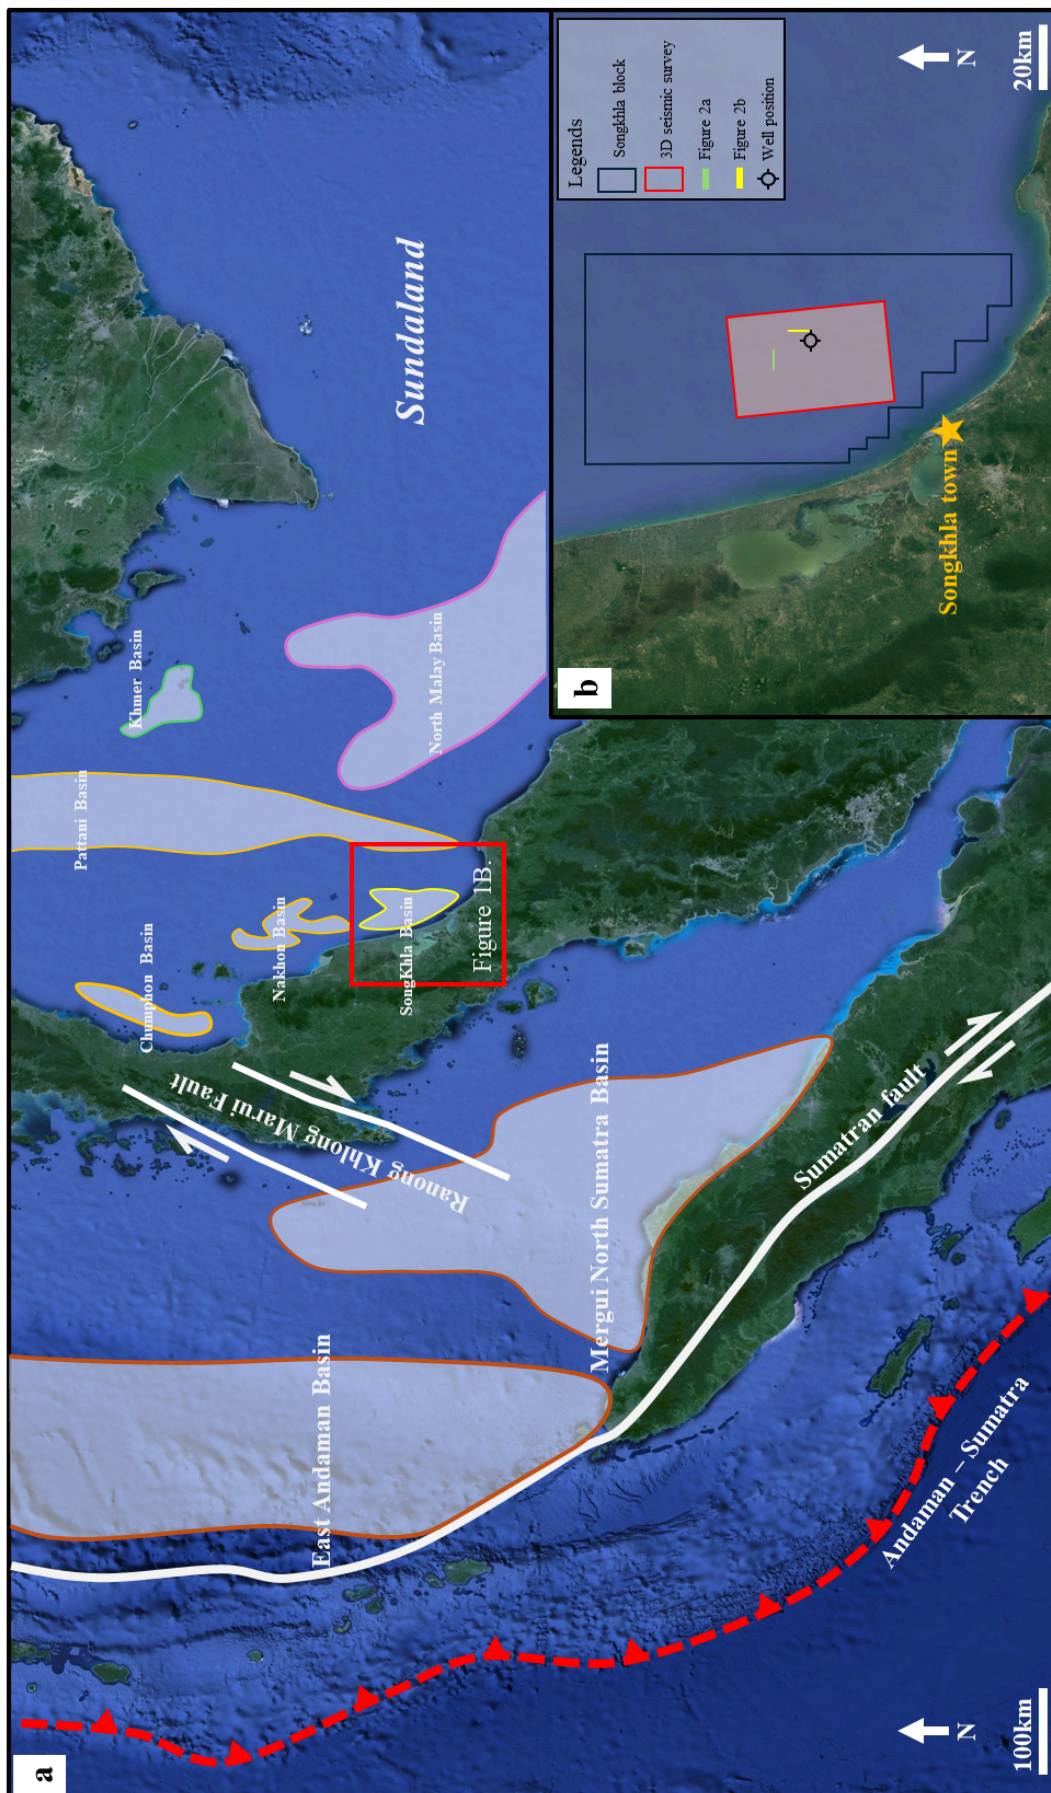 a
East Andaman Basin
Mergui North Sumatra Basin
Ranong Khlong Marui Fault
Chumphon Basin
Nakhon Basin
SongKhla Basin
Figure 1B.
Pattani Basin
Khmer Basin
North Malay Basin
Sundaland
Sumatran fault
Andaman – Sumatra
Trench
N
100km
b
Legends
Songkhla block
3D seismic survey
Figure 2a
Figure 2b
Well position
Songkhla town
N
20km